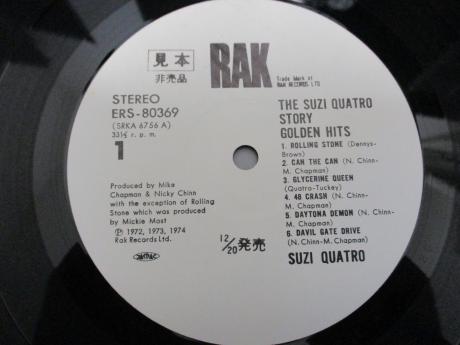 見本
非売品
RAK
Trade Mark of
RAK RECORDS LTD
STEREO
ERS-80369
(SRKA 6756 A)
33⅓ r. p. m.
1
THE SUZI QUATRO
STORY
GOLDEN HITS
1. ROLLING STONE (Dennys-
Brown)
2. CAN THE CAN (N. Chinn-
M. Chapman)
3. GLYCERINE QUEEN
(Quatro-Tuckey)
4. 48 CRASH (N. Chinn-
M. Chapman)
5. DAYTONA DEMON (N. Chinn-
M. Chapman)
6. DAVIL GATE DRIVE
(N. Chinn-M. Chapman)
SUZI QUATRO
Produced by Mike
Chapman & Nicky Chinn
with the exception of Rolling
Stone which was produced
by Mickie Most
Ⓟ 1972, 1973, 1974
Rak Records Ltd.
12/20発売